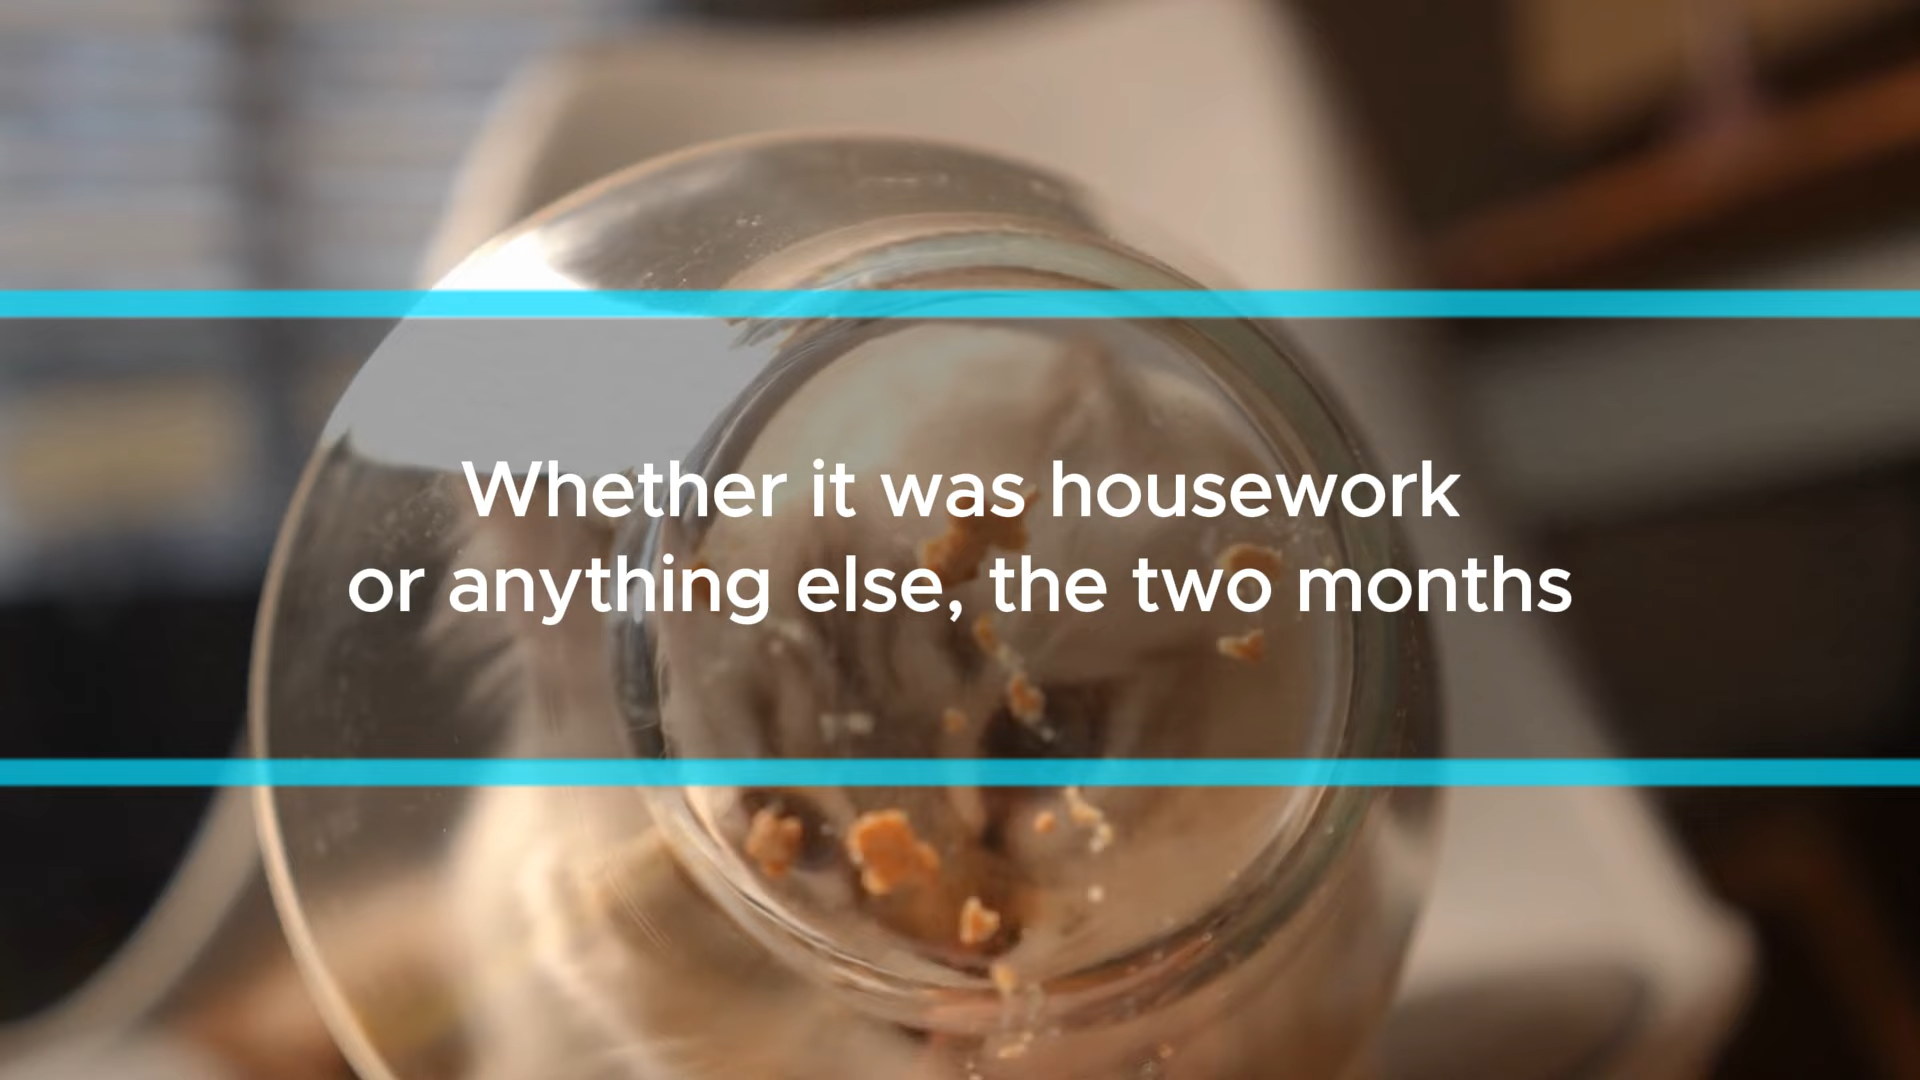 Whether it was housework
or anything else, the two months